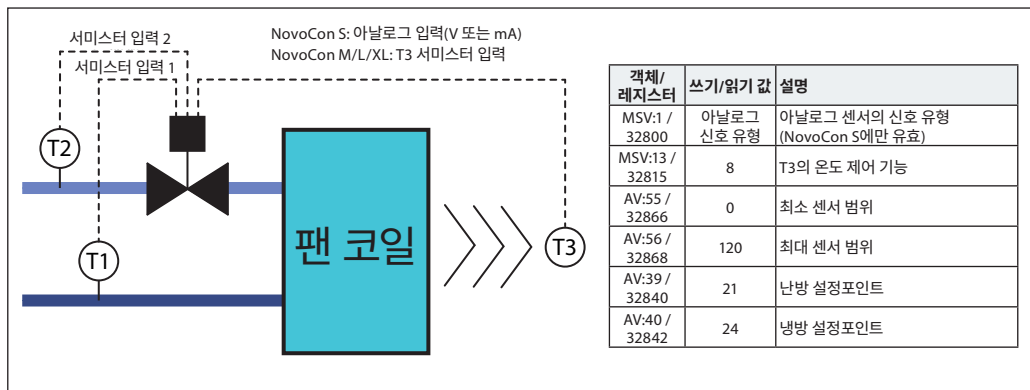 NovoCon S: 아날로그 입력(V 또는 mA)
NovoCon M/L/XL: T3 서미스터 입력
서미스터 입력 2
서미스터 입력 1
T2
T1
팬 코일
T3
객체/
레지스터
쓰기/읽기 값
설명
MSV:1 /
32800
아날로그
신호 유형
아날로그 센서의 신호 유형
(NovoCon S에만 유효)
MSV:13 /
32815
8
T3의 온도 제어 기능
AV:55 /
32866
0
최소 센서 범위
AV:56 /
32868
120
최대 센서 범위
AV:39 /
32840
21
난방 설정포인트
AV:40 /
32842
24
냉방 설정포인트